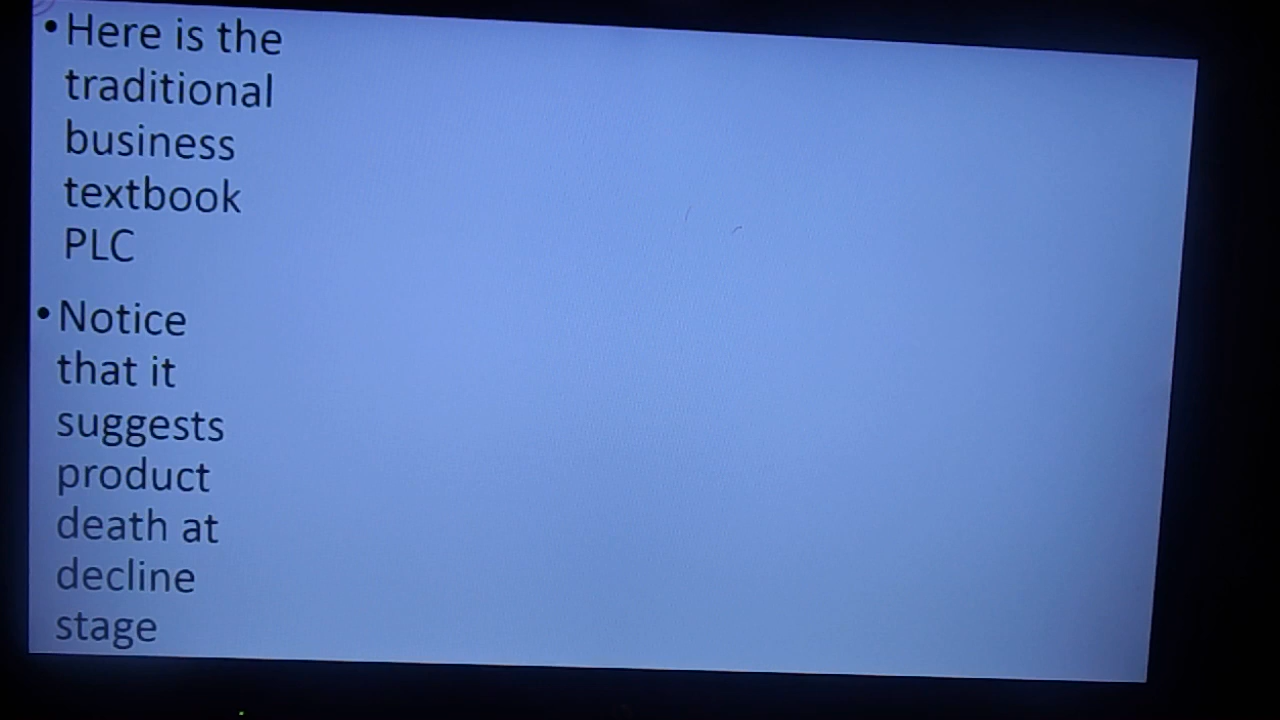 • Here is the
traditional
business
textbook
PLC
• Notice
that it
suggests
product
death at
decline
stage